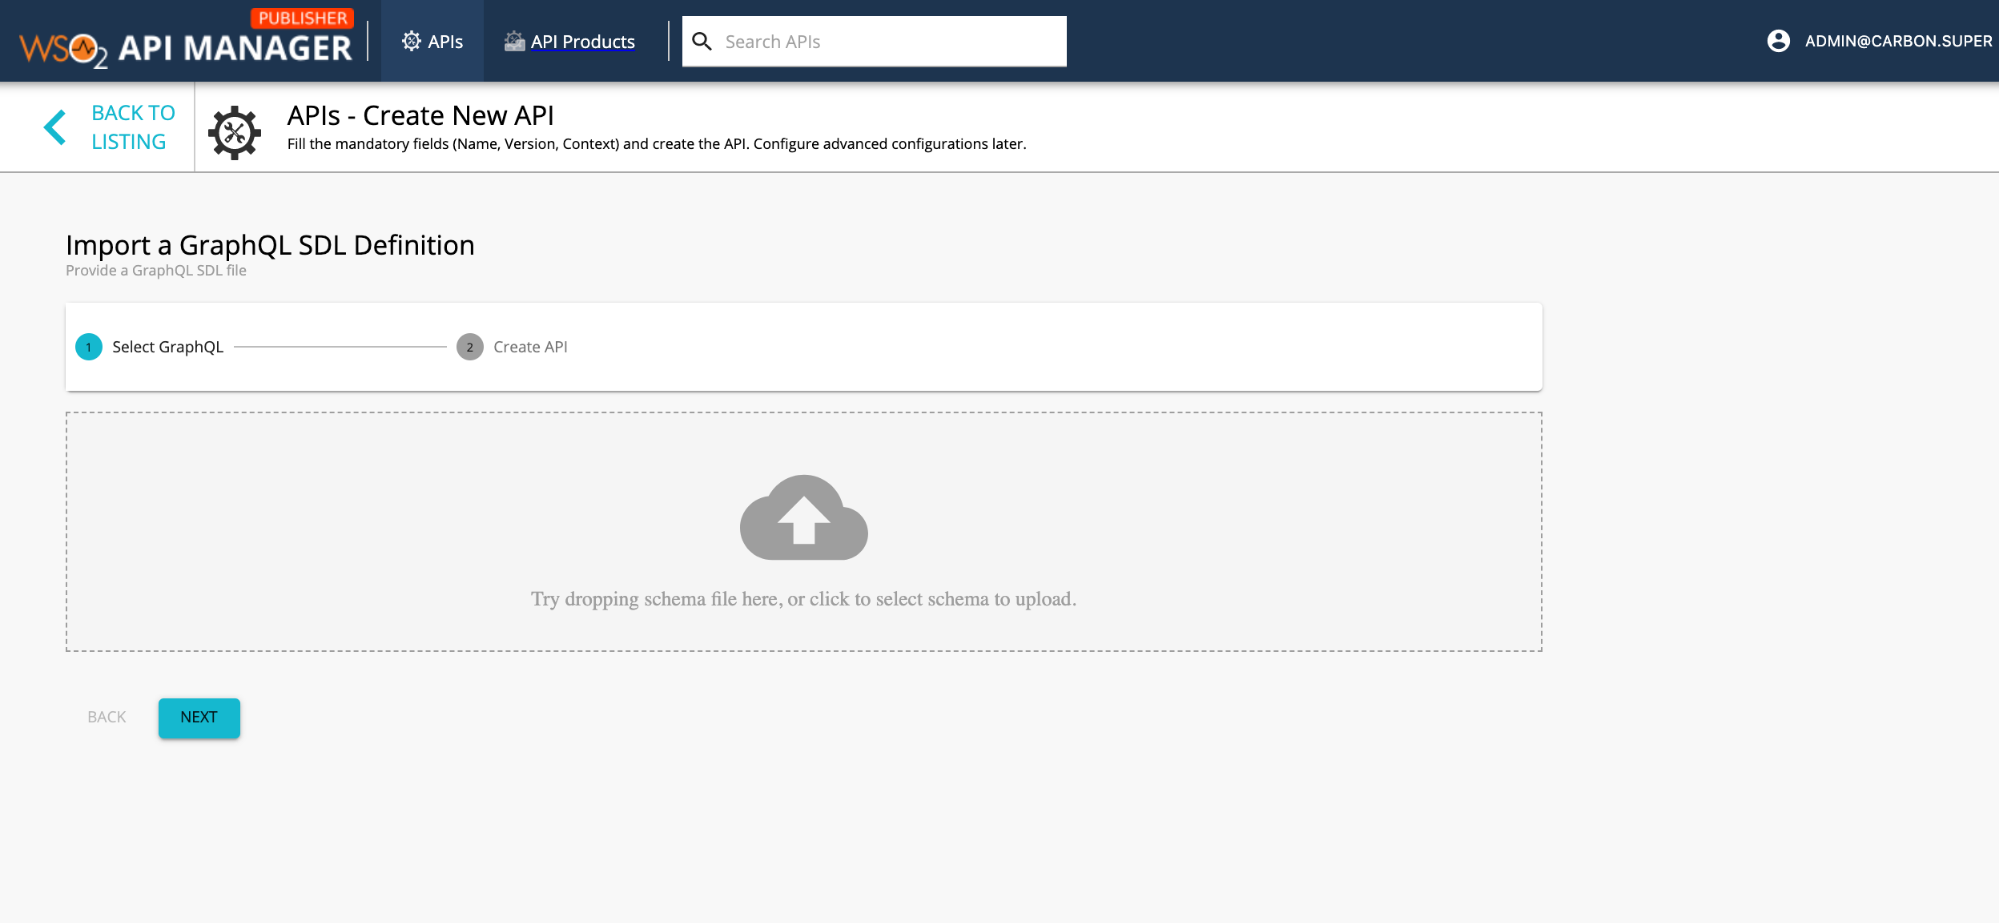 PUBLISHER
WSO2 API MANAGER
APIs
API Products
Search APIs
ADMIN@CARBON.SUPER
BACK TO
LISTING
APIs - Create New API
Fill the mandatory fields (Name, Version, Context) and create the API. Configure advanced configurations later.
Import a GraphQL SDL Definition
Provide a GraphQL SDL file
1 Select GraphQL
2 Create API
Try dropping schema file here, or click to select schema to upload.
BACK
NEXT